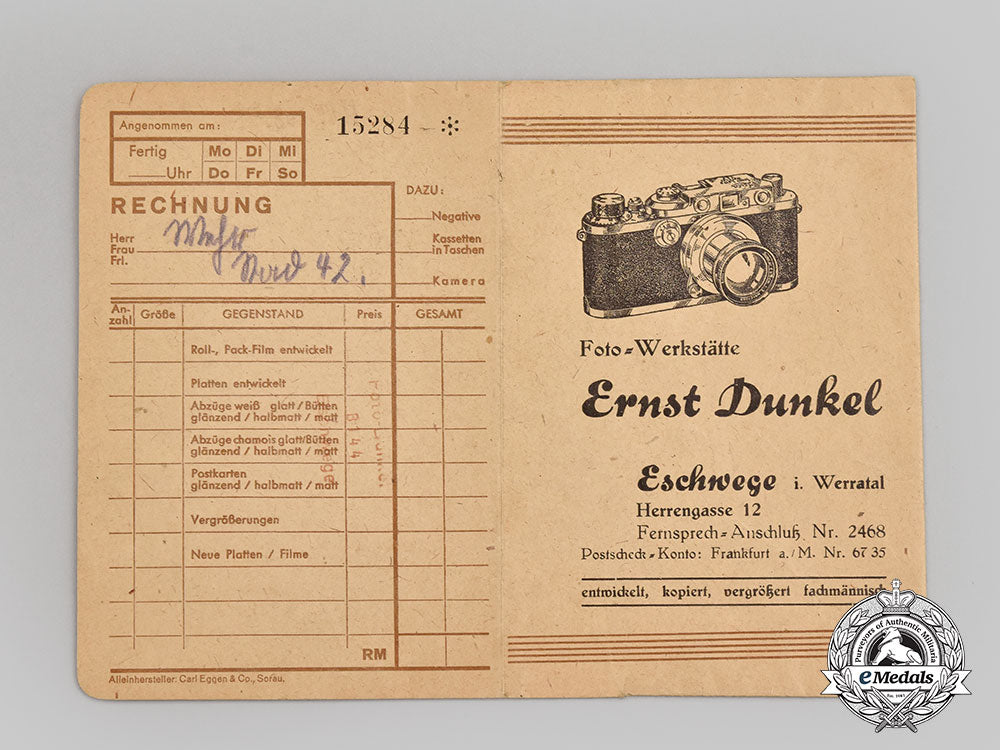 Angenommen am:
Fertig Mo Di Mi
Uhr Do Fr So
15284 - *
RECHNUNG
Herr
Frau
Frl.
Nord 42.
DAZU:
Negative
Kassetten
in Taschen
Kamera
An-
zahl Größe GEGENSTAND Preis GESAMT
Roll-, Pack-Film entwickelt
Platten entwickelt
Abzüge weiß glatt/Bütten
glänzend / halbmatt / matt
Abzüge chamois glatt/Bütten
glänzend / halbmatt / matt
Postkarten
glänzend / halbmatt / matt
Vergrößerungen
Neue Platten / Filme
RM
Alleinhersteller: Carl Eggen & Co., Sorau.
Foto=Werkstätte
Ernst Dunkel
Eschwege i. Werratal
Herrengasse 12
Fernsprech=Anschluß Nr. 2468
Postscheck=Konto: Frankfurt a./M. Nr. 67 35
entwickelt, kopiert, vergrößert fachmännisch
Purveyors of Authentic Militaria
eMedals